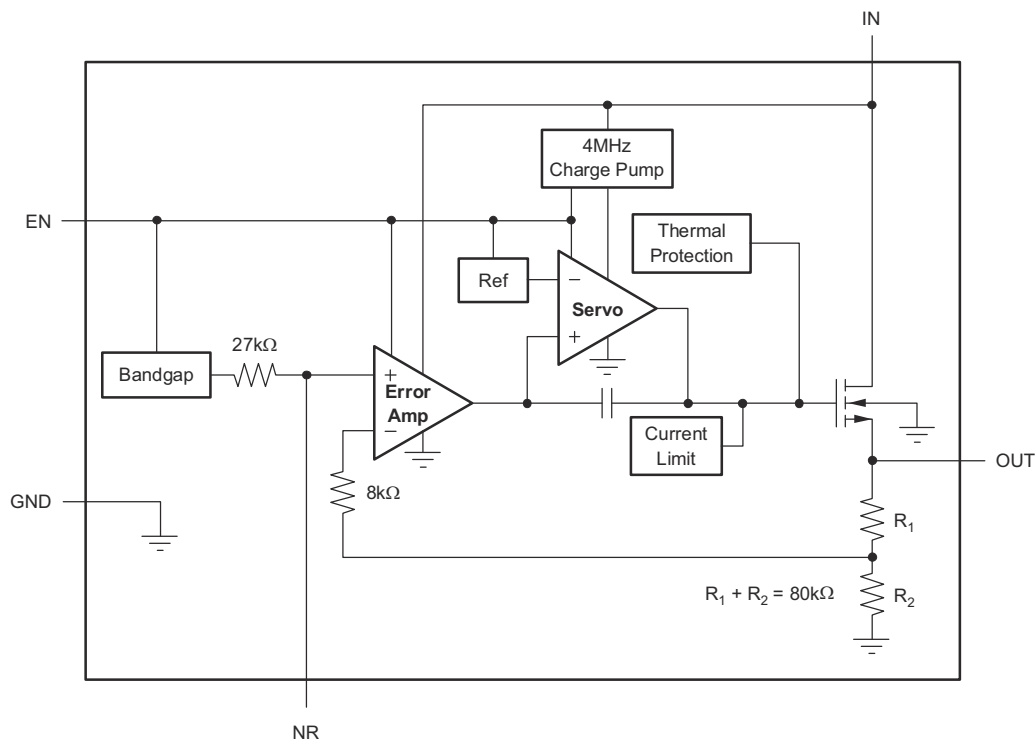 IN
4MHz
Charge Pump
EN
Thermal
Protection
Ref
−
Servo
+
27kΩ
Bandgap
+
Error
Amp
−
Current
Limit
OUT
8kΩ
GND
R1
R1 + R2 = 80kΩ
R2
NR